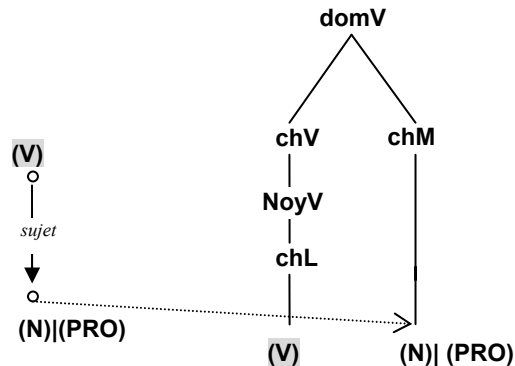 domV
chV chM
(V)
NoyV
sujet
chL
(N)|(PRO)
(V) (N)| (PRO)